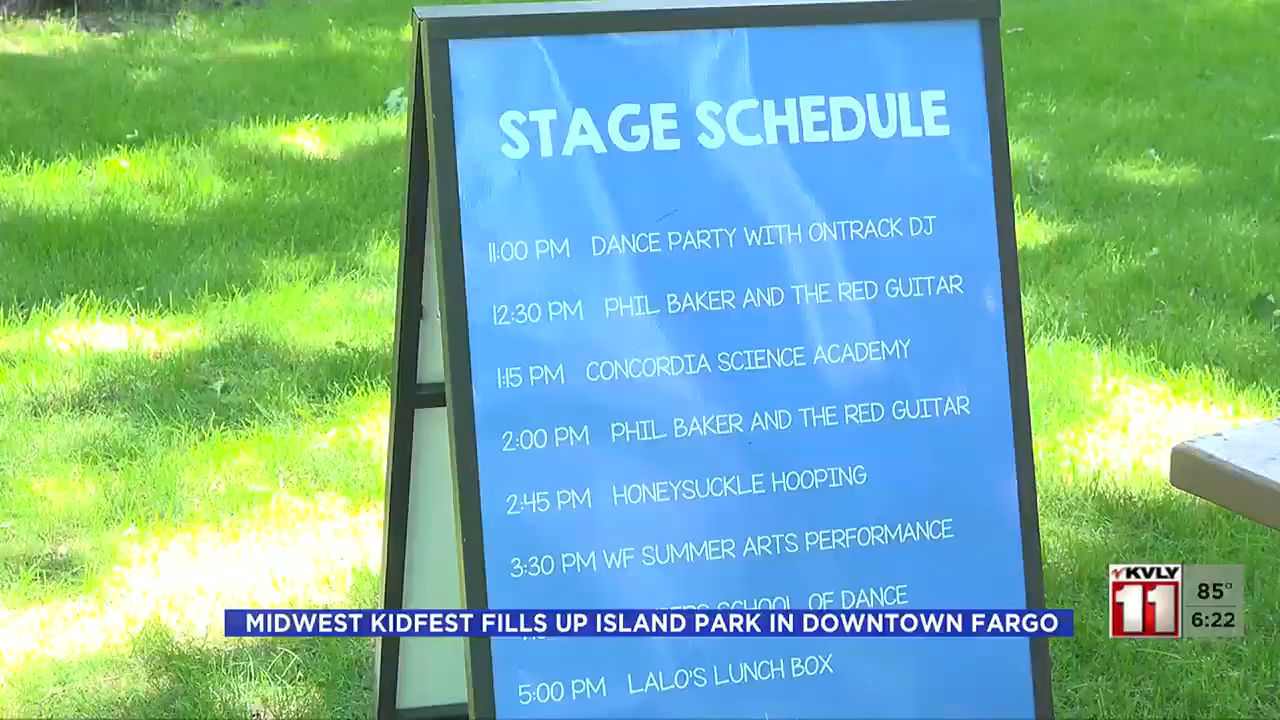 STAGE SCHEDULE
11:00 PM DANCE PARTY WITH ONTRACK DJ
12:30 PM PHIL BAKER AND THE RED GUITAR
1:15 PM CONCORDIA SCIENCE ACADEMY
2:00 PM PHIL BAKER AND THE RED GUITAR
2:45 PM HONEYSUCKLE HOOPING
3:30 PM WF SUMMER ARTS PERFORMANCE
SCHOOL OF DANCE
MIDWEST KIDFEST FILLS UP ISLAND PARK IN DOWNTOWN FARGO
5:00 PM LALO'S LUNCH BOX
KVLY
11
85°
6:22